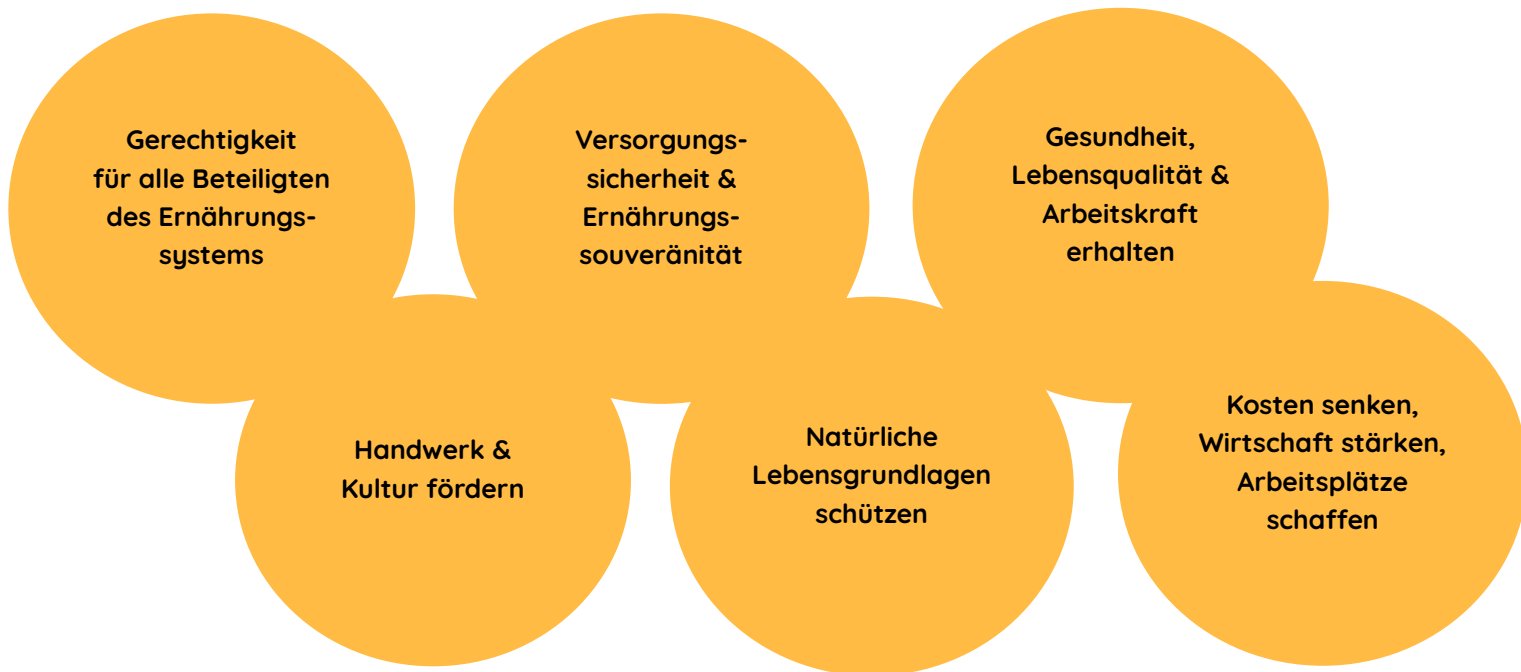 Gerechtigkeit
für alle Beteiligten
des Ernährungs-
systems
Versorgungs-
sicherheit &
Ernährungs-
souveränität
Gesundheit,
Lebensqualität &
Arbeitskraft
erhalten
Handwerk &
Kultur fördern
Natürliche
Lebensgrundlagen
schützen
Kosten senken,
Wirtschaft stärken,
Arbeitsplätze
schaffen